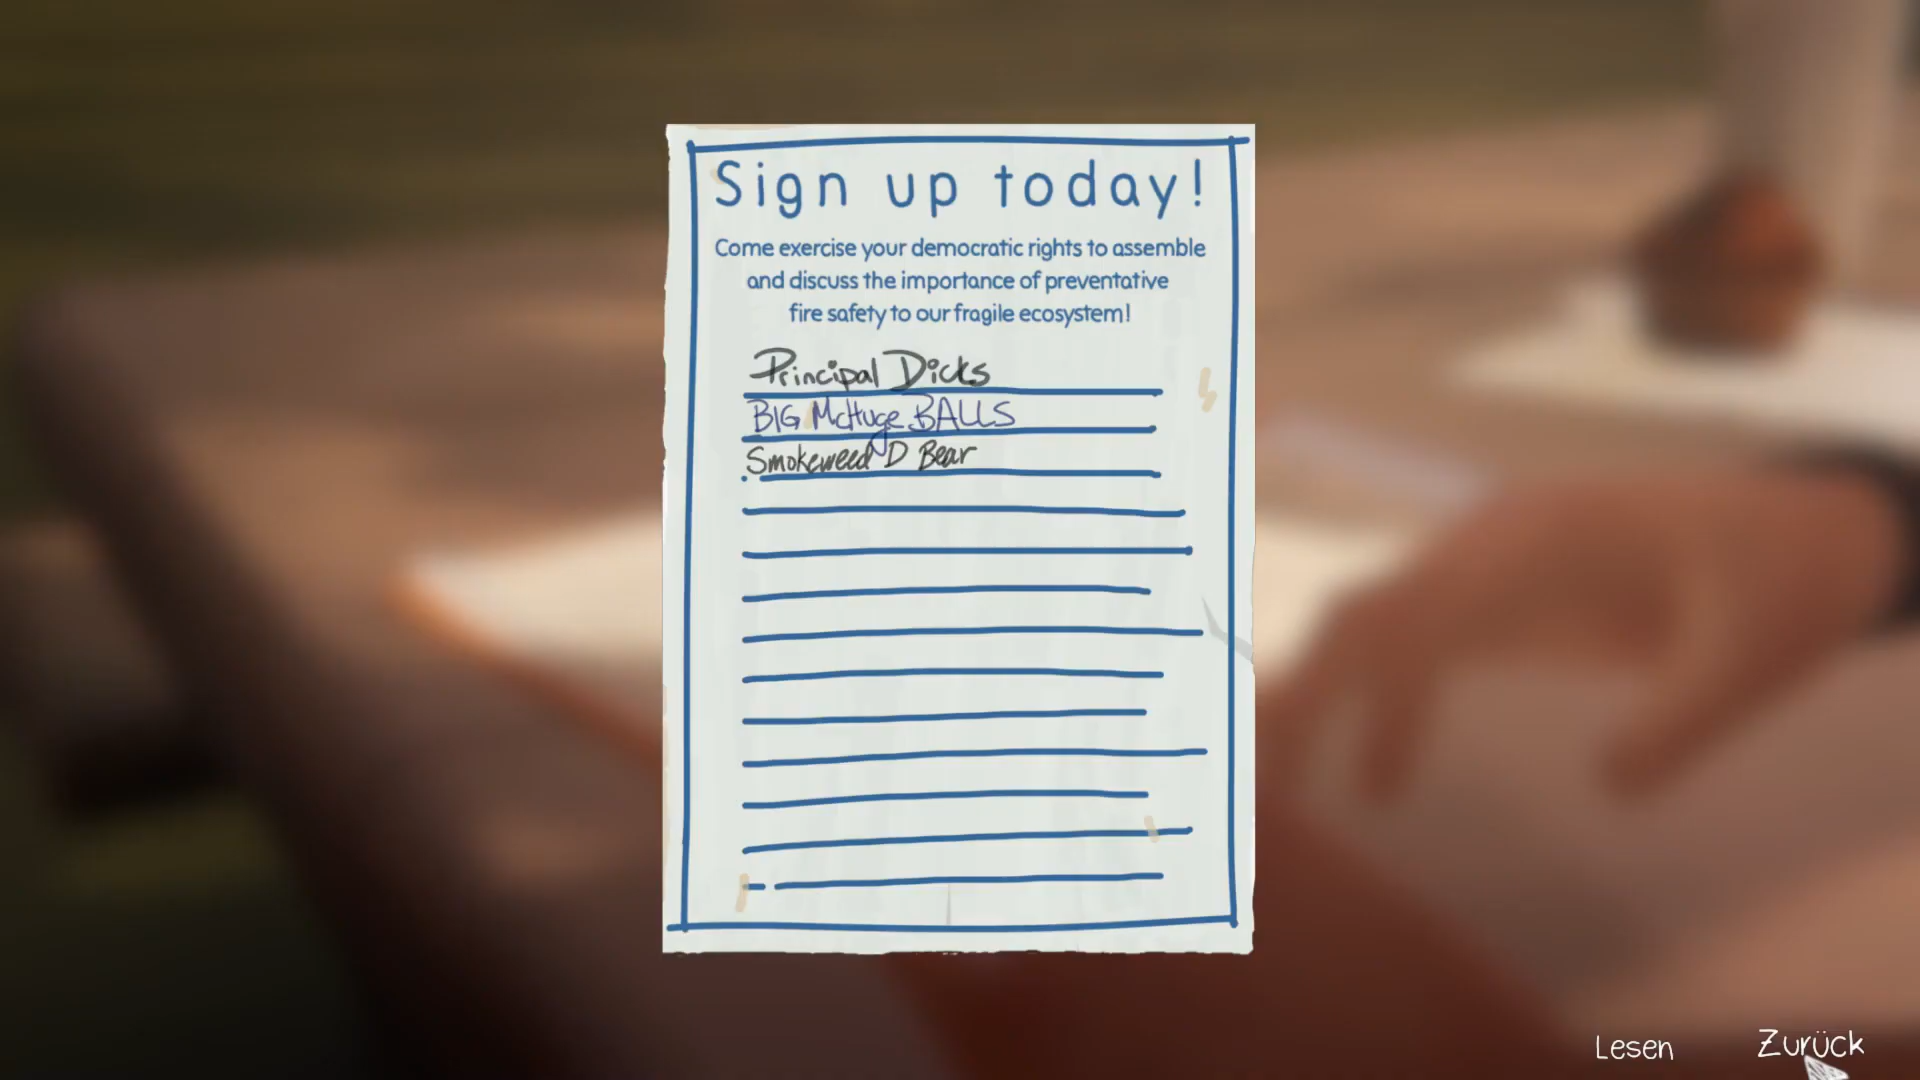 Sign up today!
Come exercise your democratic rights to assemble
and discuss the importance of preventative
fire safety to our fragile ecosystem!
Principal Dicks
BIG McHuge BALLS
Smokeweed D Bear
Lesen Zurück